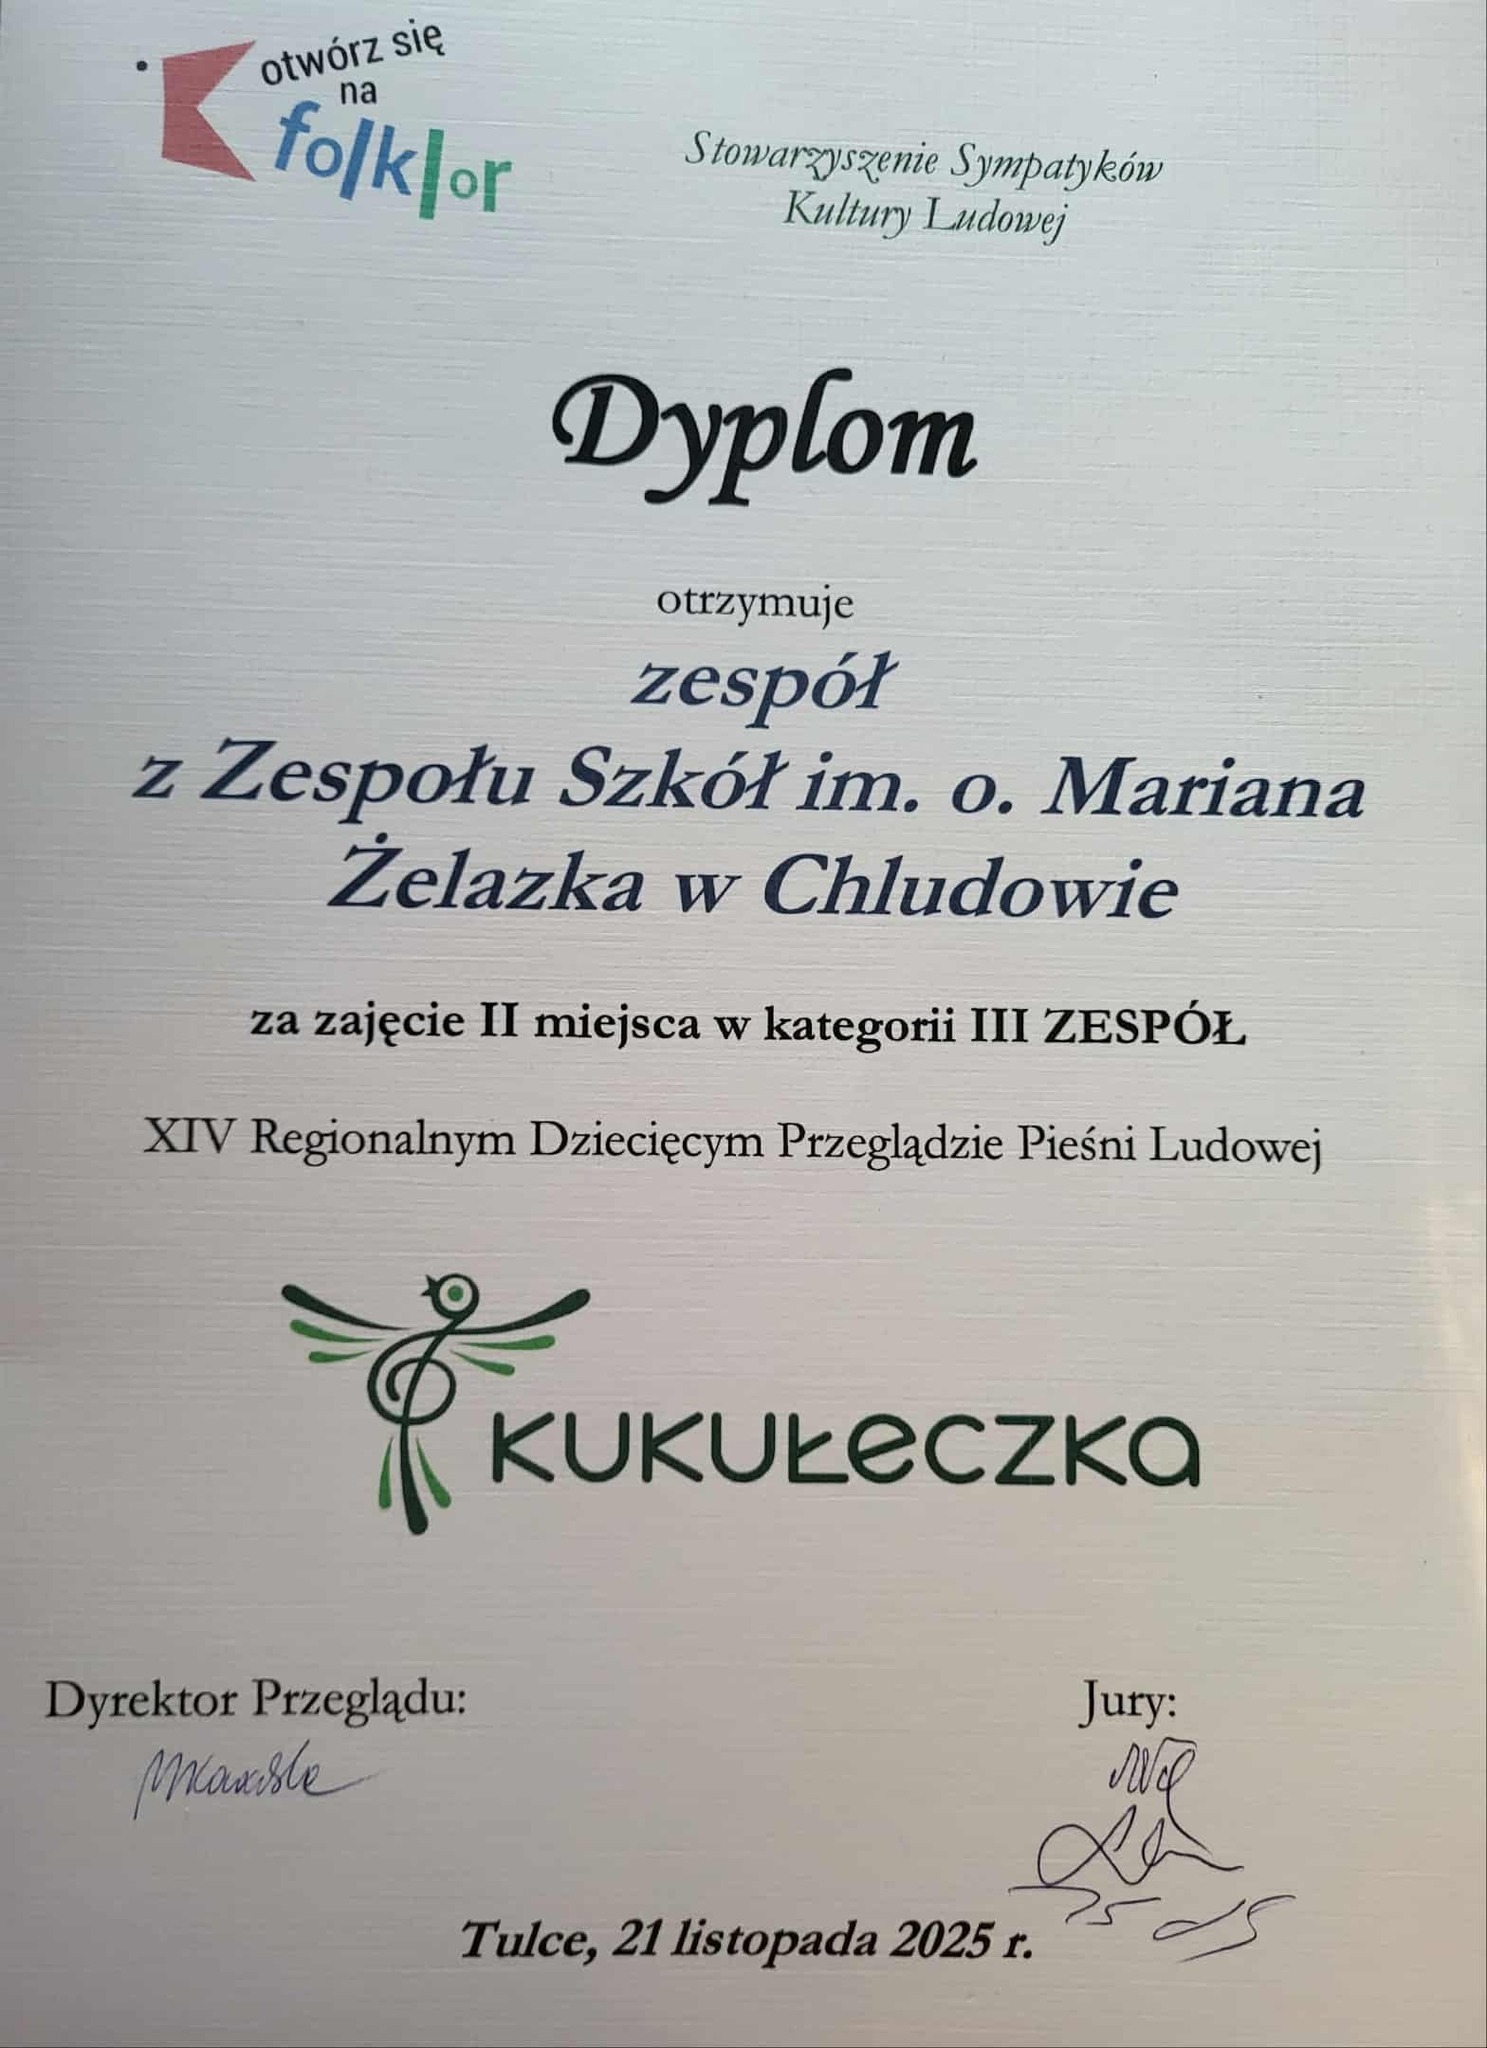 otwórz się
na
folklor
Stowarzyszenie Sympatyków
Kultury Ludowej
Dyplom
otrzymuje
zespół
z Zespołu Szkół im. o. Mariana
Żelazka w Chludowie
za zajęcie II miejsca w kategorii III ZESPÓŁ
XIV Regionalnym Dziecięcym Przeglądzie Pieśni Ludowej
KUKUŁeCZKa
Dyrektor Przeglądu:
Jury:
Tulce, 21 listopada 2025 r.